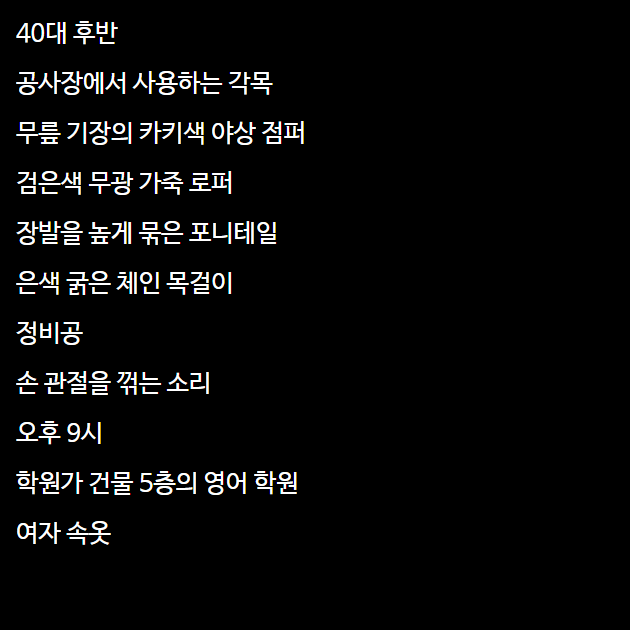 40대 후반
공사장에서 사용하는 각목
무릎 기장의 카키색 야상 점퍼
검은색 무광 가죽 로퍼
장발을 높게 묶은 포니테일
은색 굵은 체인 목걸이
정비공
손 관절을 꺾는 소리
오후 9시
학원가 건물 5층의 영어 학원
여자 속옷